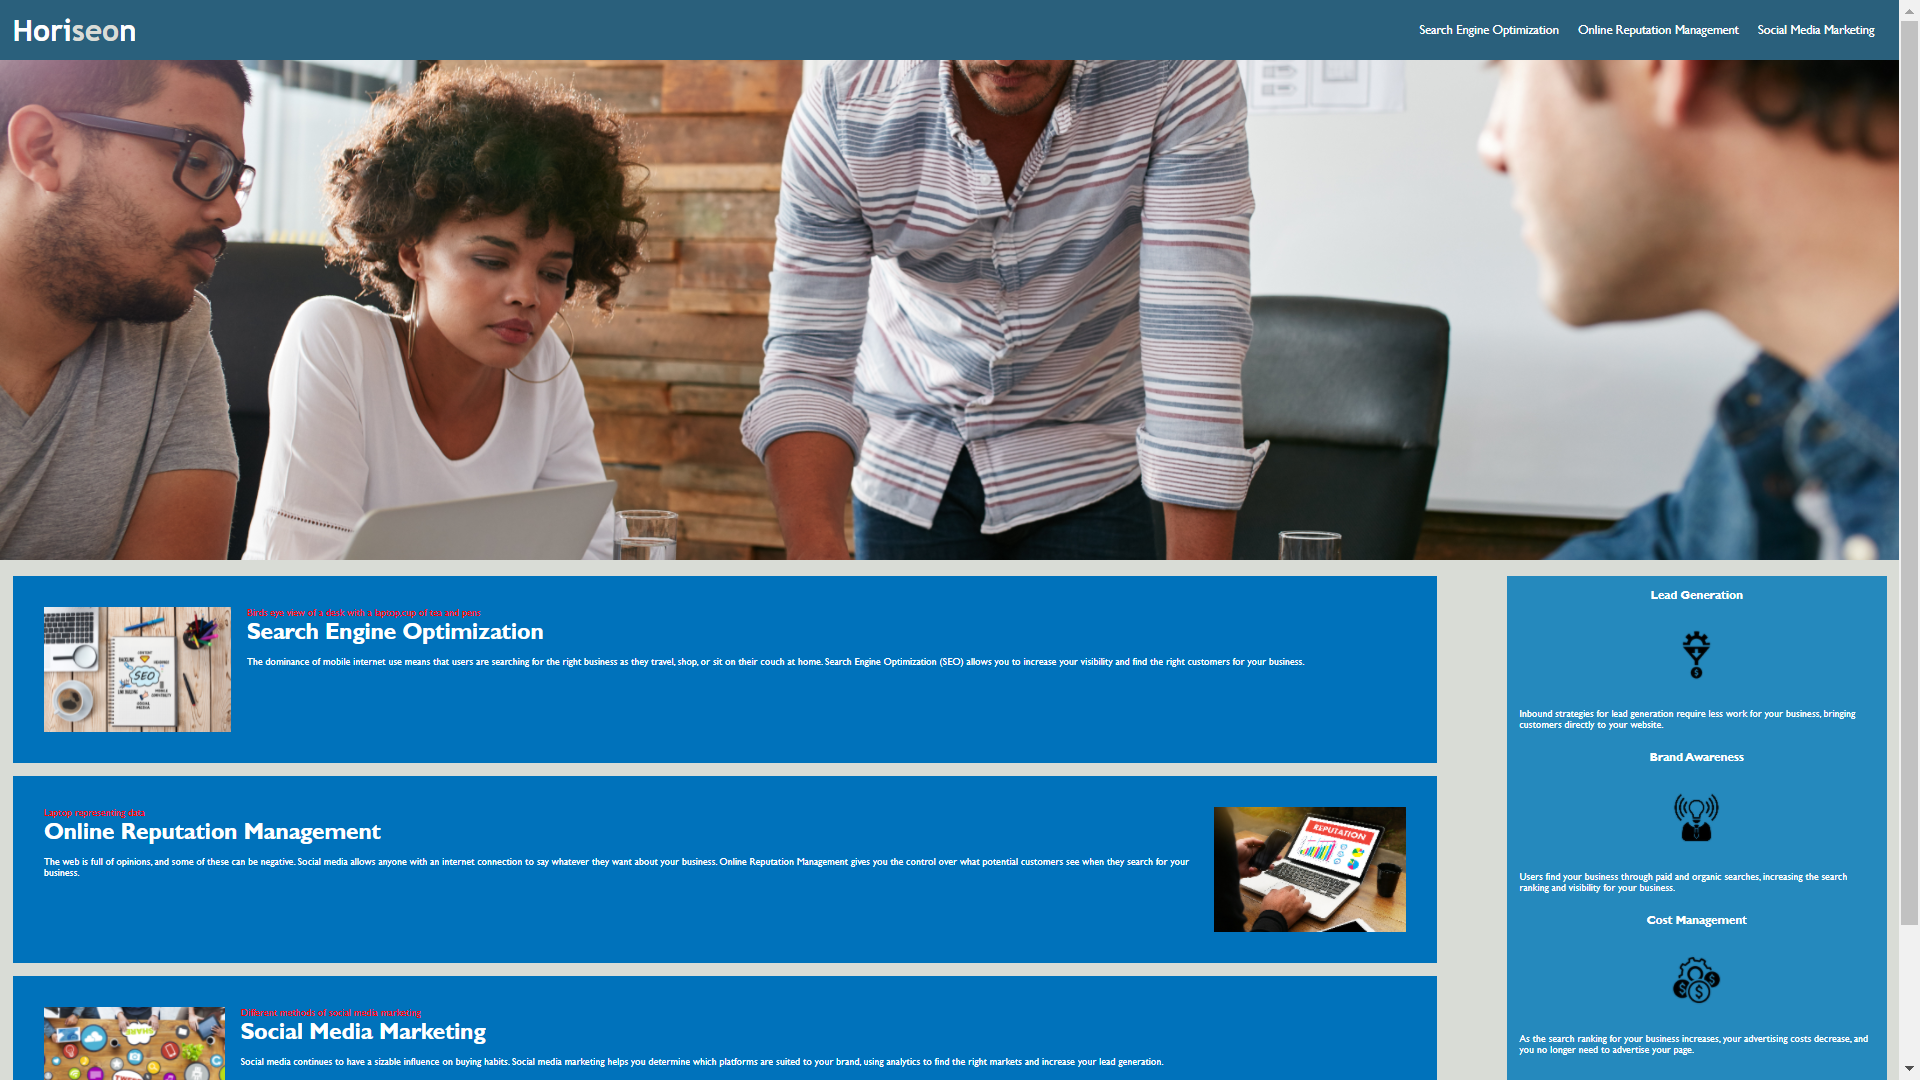 Horiseon
Search Engine Optimization
Online Reputation Management
Social Media Marketing
Birds eye view of a desk with a laptop,cup of tea and pens
Search Engine Optimization
The dominance of mobile internet use means that users are searching for the right business as they travel, shop, or sit on their couch at home. Search Engine Optimization (SEO) allows you to increase your visibility and find the right customers for your business.
SEO
Laptop representing data
Online Reputation Management
The web is full of opinions, and some of these can be negative. Social media allows anyone with an internet connection to say whatever they want about your business. Online Reputation Management gives you the control over what potential customers see when they search for your
business.
REPUTATION
Different methods of social media marketing
Social Media Marketing
Social media continues to have a sizable influence on buying habits. Social media marketing helps you determine which platforms are suited to your brand, using analytics to find the right markets and increase your lead generation.
SHARE
TWEET
Lead Generation
Inbound strategies for lead generation require less work for your business, bringing
customers directly to your website.
Brand Awareness
Users find your business through paid and organic searches, increasing the search
ranking and visibility for your business.
Cost Management
As the search ranking for your business increases, your advertising costs decrease, and
you no longer need to advertise your page.